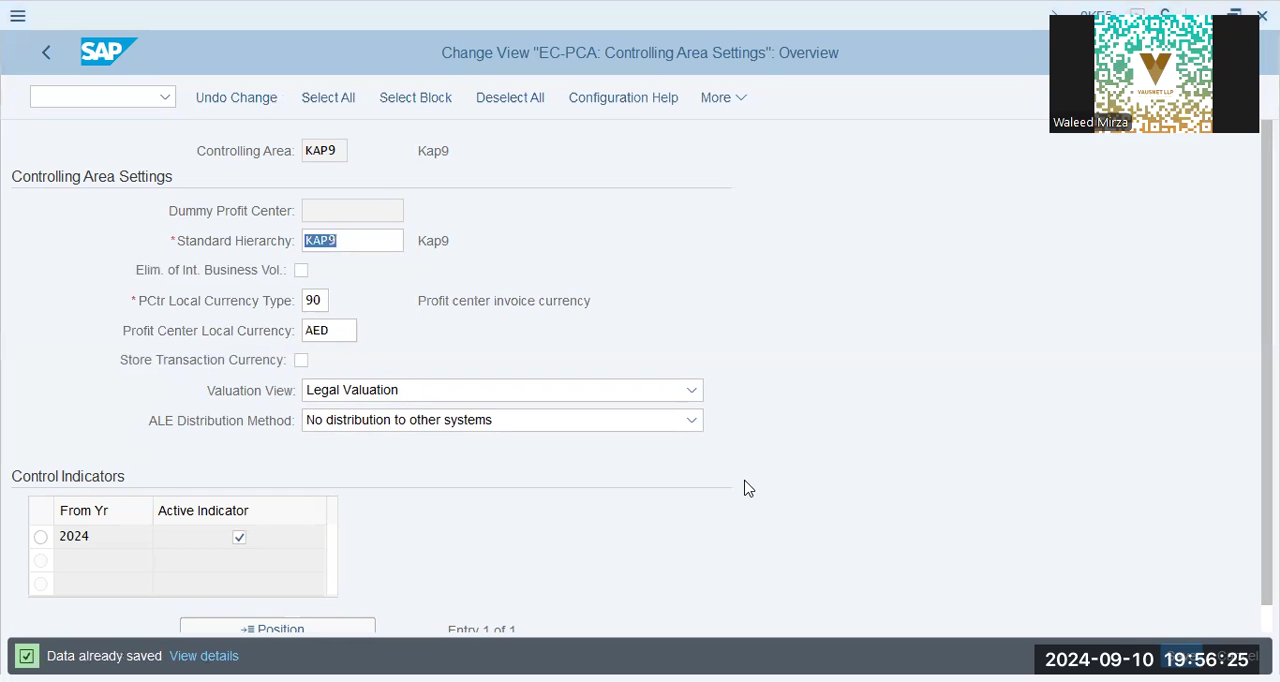 0KE5
SAP
Change View "EC-PCA: Controlling Area Settings": Overview
VAUSNET LLP
Waleed Mirza
Undo Change Select All Select Block Deselect All Configuration Help More
Controlling Area: KAP9 Kap9
Controlling Area Settings
Dummy Profit Center:
*Standard Hierarchy: KAP9 Kap9
Elim. of Int. Business Vol.:
*PCtr Local Currency Type: 90 Profit center invoice currency
Profit Center Local Currency: AED
Store Transaction Currency:
Valuation View: Legal Valuation
ALE Distribution Method: No distribution to other systems
Control Indicators
From Yr Active Indicator
2024
Position Entry 1 of 1
Data already saved View details
2024-09-10 19:56:25